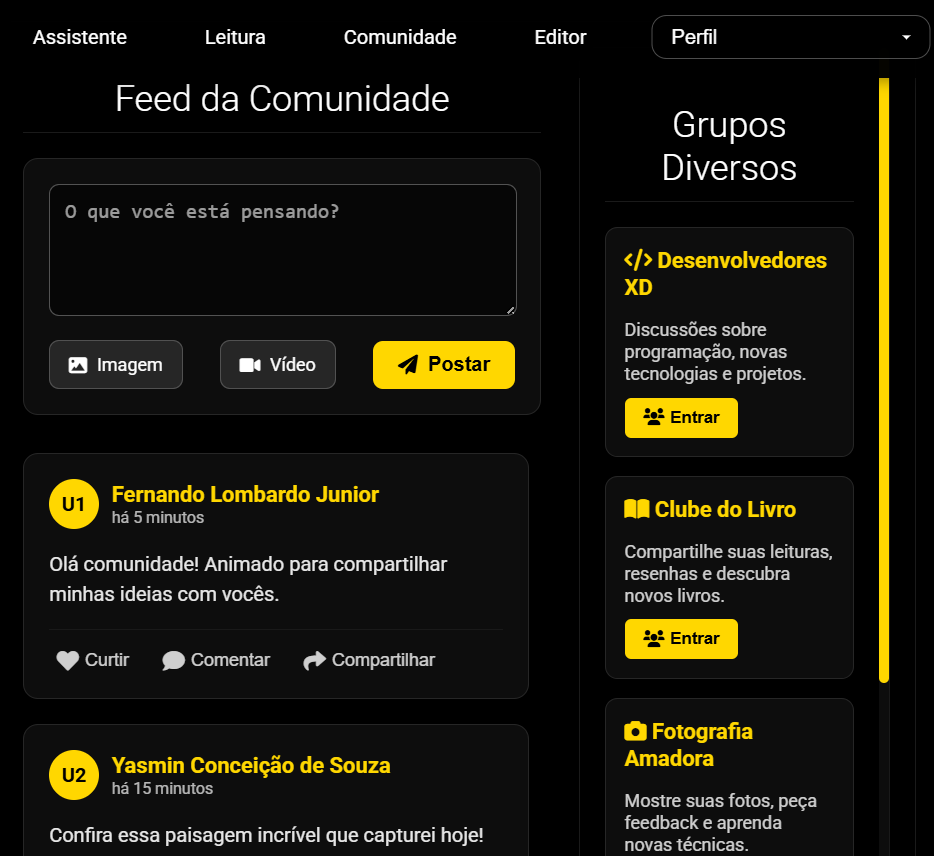 Assistente
Leitura
Comunidade
Editor
Perfil
Feed da Comunidade
O que você está pensando?
Imagem
Vídeo
Postar
U1
Fernando Lombardo Junior
há 5 minutos
Olá comunidade! Animado para compartilhar
minhas ideias com vocês.
Curtir
Comentar
Compartilhar
U2
Yasmin Conceição de Souza
há 15 minutos
Confira essa paisagem incrível que capturei hoje!
Grupos
Diversos
Desenvolvedores
XD
Discussões sobre
programação, novas
tecnologias e projetos.
Entrar
Clube do Livro
Compartilhe suas leituras,
resenhas e descubra
novos livros.
Entrar
Fotografia
Amadora
Mostre suas fotos, peça
feedback e aprenda
novas técnicas.